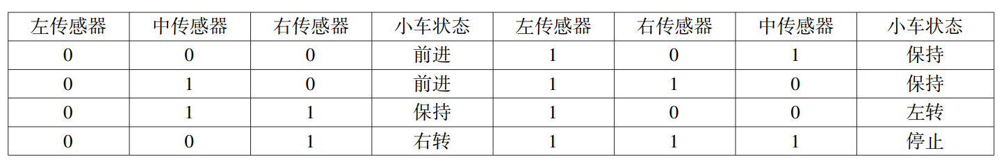 左传感器 中传感器 右传感器 小车状态 左传感器 右传感器 中传感器 小车状态
0 0 0 前进 1 0 1 保持
0 1 0 前进 1 1 0 保持
0 1 1 保持 1 0 0 左转
0 0 1 右转 1 1 1 停止